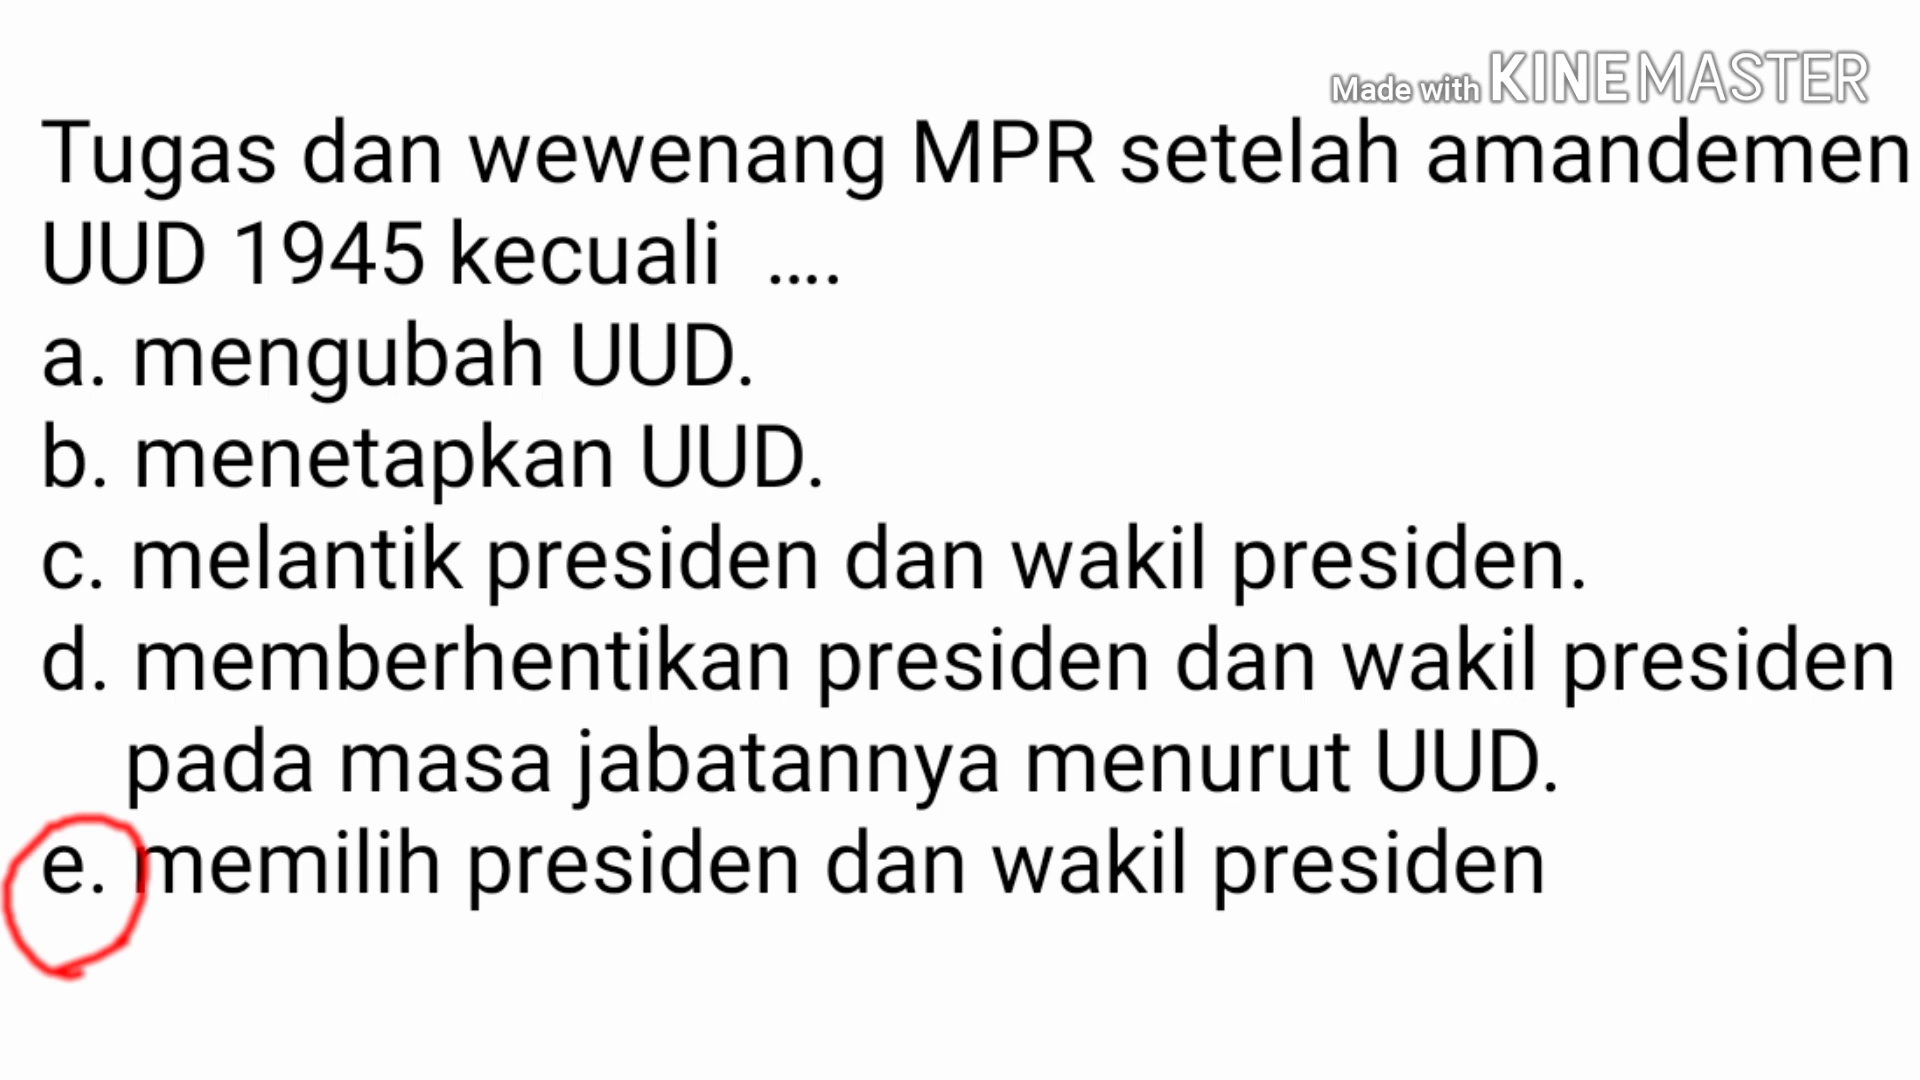 Made with KINEMASTER
Tugas dan wewenang MPR setelah amandemen
UUD 1945 kecuali ....
a. mengubah UUD.
b. menetapkan UUD.
c. melantik presiden dan wakil presiden.
d. memberhentikan presiden dan wakil presiden
pada masa jabatannya menurut UUD.
e. memilih presiden dan wakil presiden